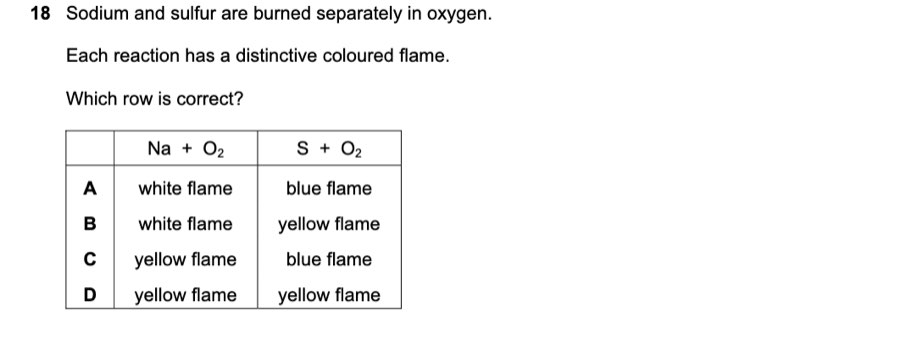 18 Sodium and sulfur are burned separately in oxygen.
Each reaction has a distinctive coloured flame.
Which row is correct?
Na + O₂ S + O₂
A white flame blue flame
B white flame yellow flame
C yellow flame blue flame
D yellow flame yellow flame